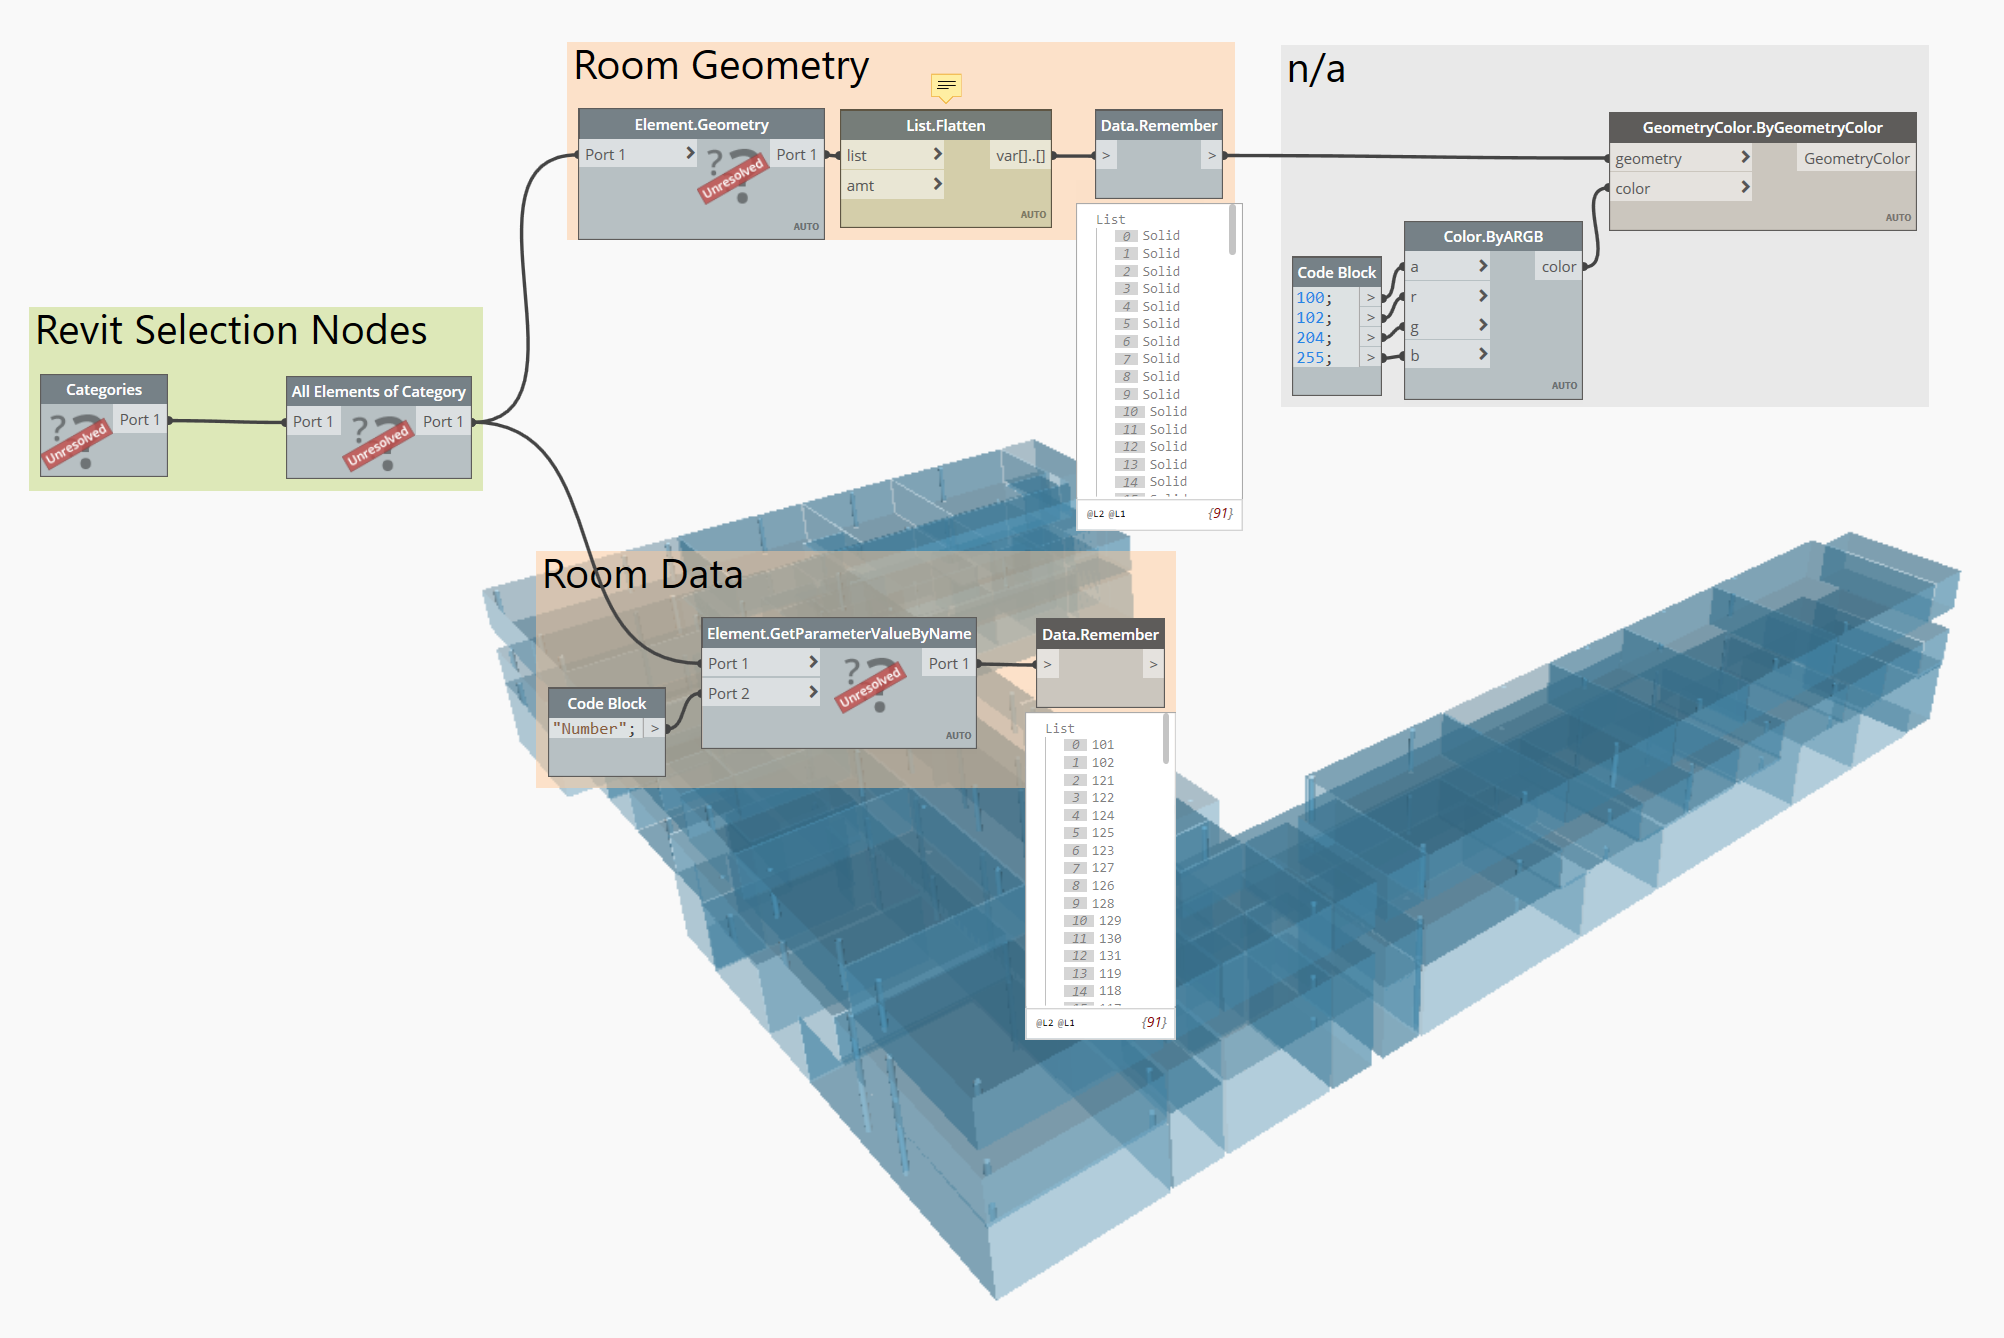 Room Geometry
Element.Geometry
Port 1
Port 1
? ?
Unresolved
AUTO
List.Flatten
list
var[]..[]
amt
AUTO
Data.Remember
>
>
List
0 Solid
1 Solid
2 Solid
3 Solid
4 Solid
5 Solid
6 Solid
7 Solid
8 Solid
9 Solid
10 Solid
11 Solid
12 Solid
13 Solid
14 Solid
@L2 @L1
{91}
n/a
GeometryColor.ByGeometryColor
geometry
GeometryColor
color
AUTO
Color.ByARGB
a
color
r
g
b
AUTO
Code Block
100; >
102; >
204; >
255; >
Revit Selection Nodes
Categories
Port 1
? ?
Unresolved
All Elements of Category
Port 1
Port 1
? ?
Unresolved
Room Data
Element.GetParameterValueByName
Port 1
Port 1
Port 2
? ?
Unresolved
AUTO
Code Block
"Number"; >
Data.Remember
>
>
List
0 101
1 102
2 121
3 122
4 124
5 125
6 123
7 127
8 126
9 128
10 129
11 130
12 131
13 119
14 118
@L2 @L1
{91}